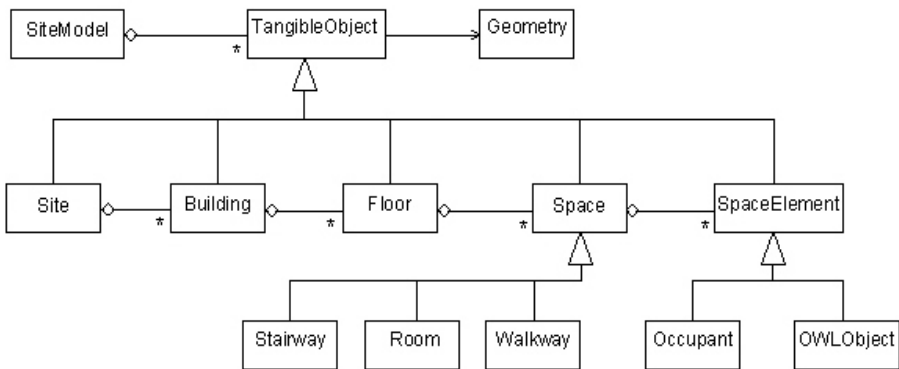 SiteModel
*
TangibleObject
Geometry
Site
*
Building
*
Floor
*
Space
*
SpaceElement
Stairway
Room
Walkway
Occupant
OWLObject